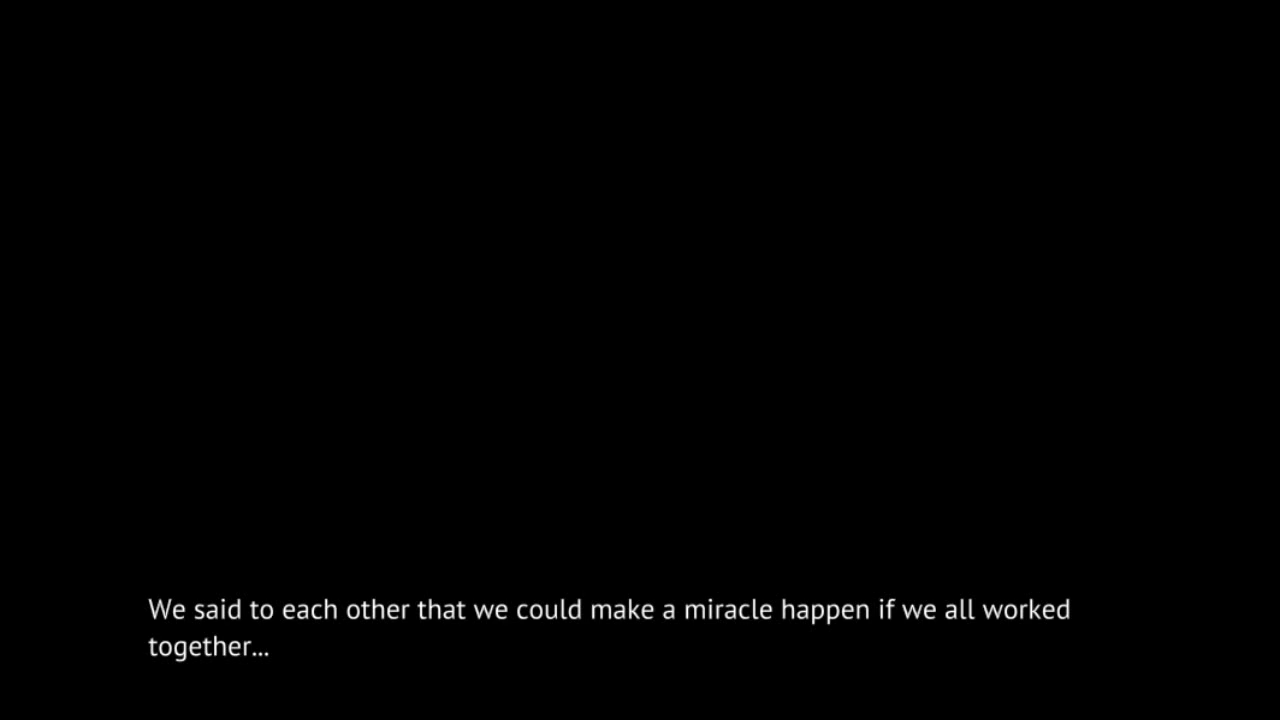 We said to each other that we could make a miracle happen if we all worked
together...